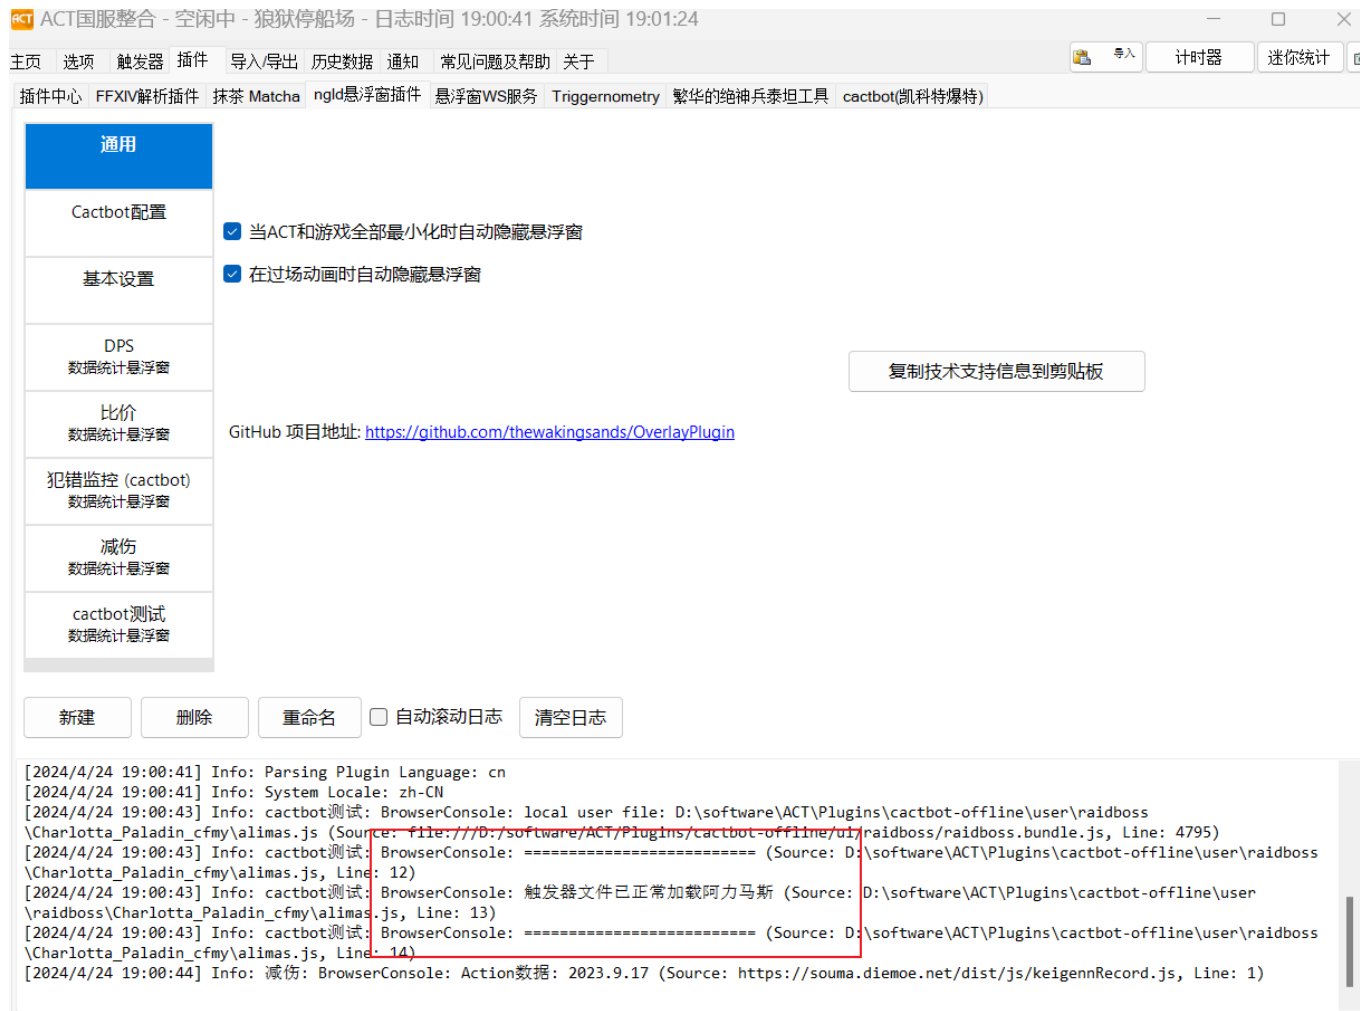 ACT ACT国服整合 - 空闲中 - 狼狱停船场 - 日志时间 19:00:41 系统时间 19:01:24
主页 选项 触发器 插件 导入/导出 历史数据 通知 常见问题及帮助 关于 导入 计时器 迷你统计
插件中心 FFXIV解析插件 抹茶 Matcha ngld悬浮窗插件 悬浮窗WS服务 Triggernometry 繁华的绝神兵泰坦工具 cactbot(凯科特爆特)
通用
Cactbot配置
当ACT和游戏全部最小化时自动隐藏悬浮窗
基本设置
在过场动画时自动隐藏悬浮窗
DPS
数据统计悬浮窗
复制技术支持信息到剪贴板
比价
数据统计悬浮窗
GitHub 项目地址: https://github.com/thewakingsands/OverlayPlugin
犯错监控 (cactbot)
数据统计悬浮窗
减伤
数据统计悬浮窗
cactbot测试
数据统计悬浮窗
新建 删除 重命名 自动滚动日志 清空日志
[2024/4/24 19:00:41] Info: Parsing Plugin Language: cn
[2024/4/24 19:00:41] Info: System Locale: zh-CN
[2024/4/24 19:00:43] Info: cactbot测试: BrowserConsole: local user file: D:\software\ACT\Plugins\cactbot-offline\user\raidboss
\Charlotta_Paladin_cfmy\alimas.js (Source: file:///D:/software/ACT/Plugins/cactbot-offline/ui/raidboss/raidboss.bundle.js, Line: 4795)
[2024/4/24 19:00:43] Info: cactbot测试: BrowserConsole: ========================== (Source: D:\software\ACT\Plugins\cactbot-offline\user\raidboss
\Charlotta_Paladin_cfmy\alimas.js, Line: 12)
[2024/4/24 19:00:43] Info: cactbot测试: BrowserConsole: 触发器文件已正常加载阿力马斯 (Source: D:\software\ACT\Plugins\cactbot-offline\user
\raidboss\Charlotta_Paladin_cfmy\alimas.js, Line: 13)
[2024/4/24 19:00:43] Info: cactbot测试: BrowserConsole: ========================== (Source: D:\software\ACT\Plugins\cactbot-offline\user\raidboss
\Charlotta_Paladin_cfmy\alimas.js, Line: 14)
[2024/4/24 19:00:44] Info: 减伤: BrowserConsole: Action数据: 2023.9.17 (Source: https://souma.diemoe.net/dist/js/keigennRecord.js, Line: 1)